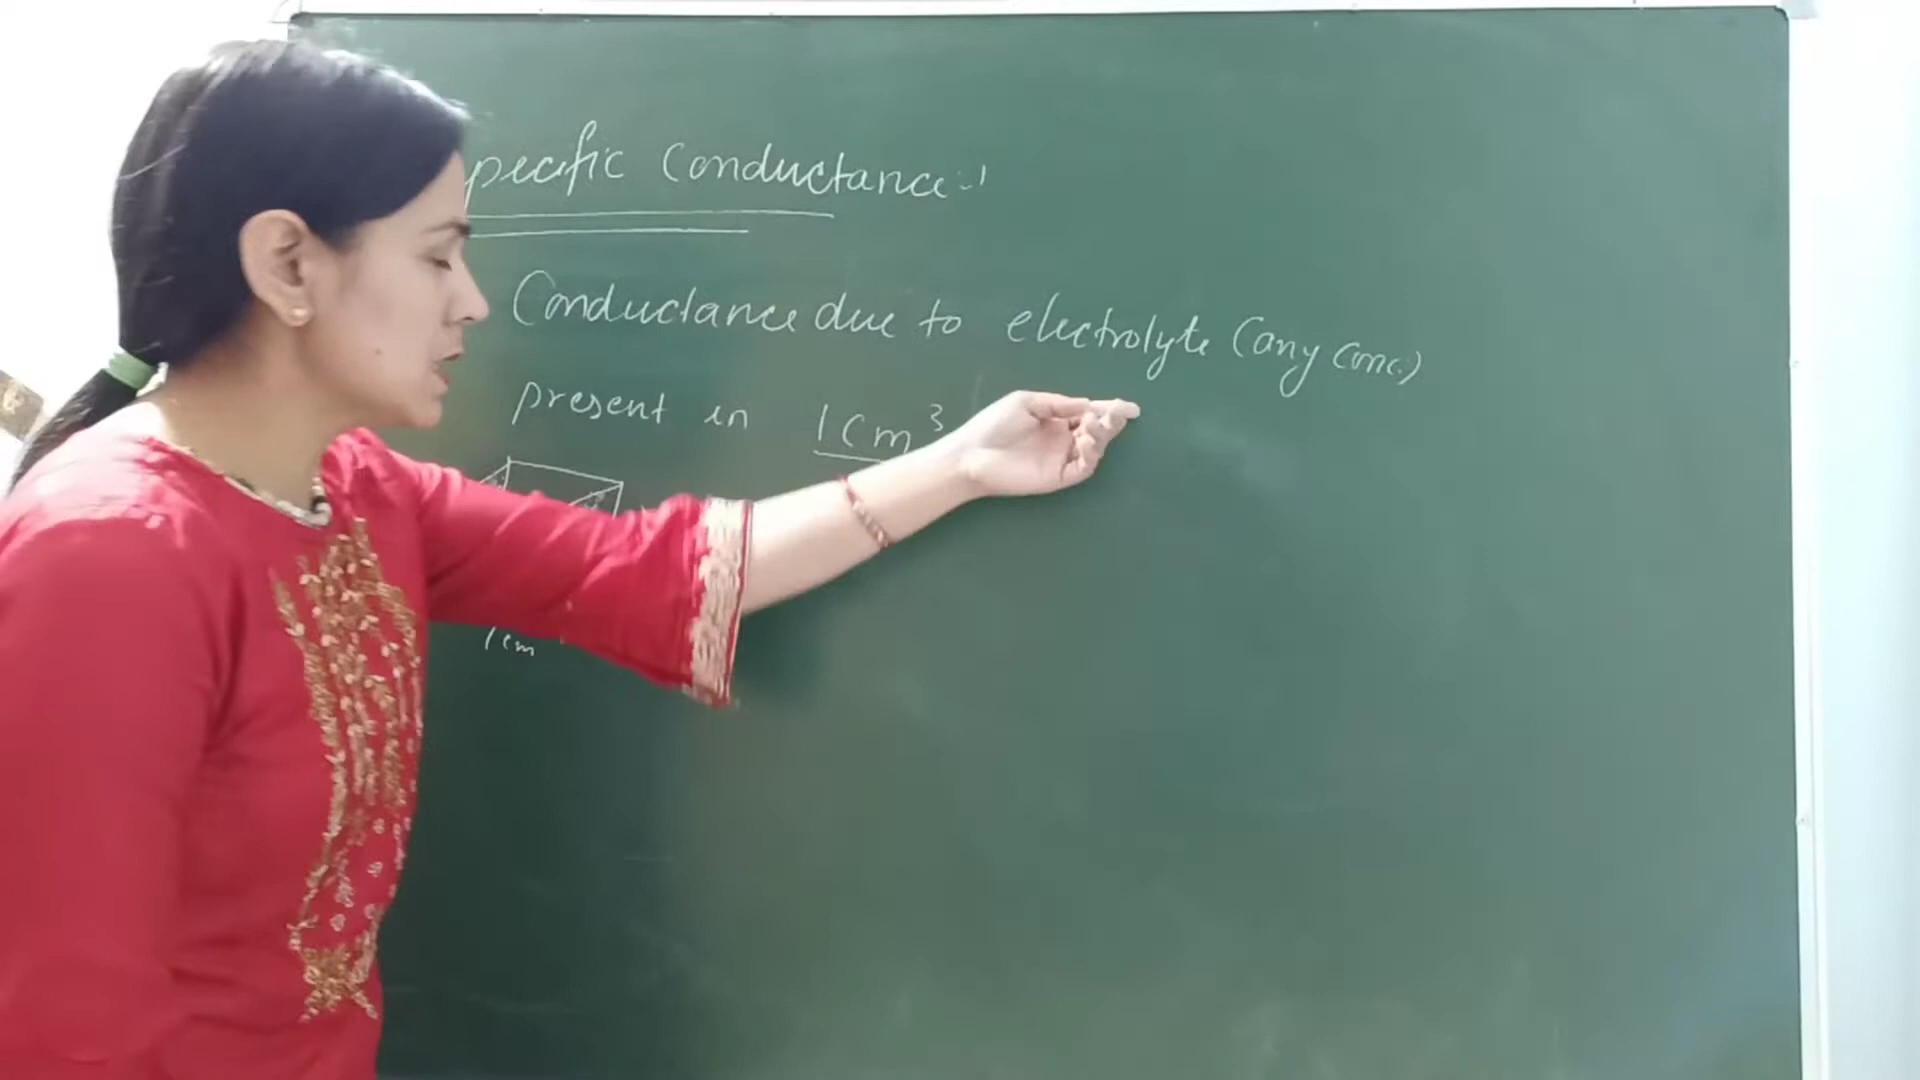 pecific Conductance :-
Conductance due to electrolyte (any conc.)
present in 1cm³
1cm